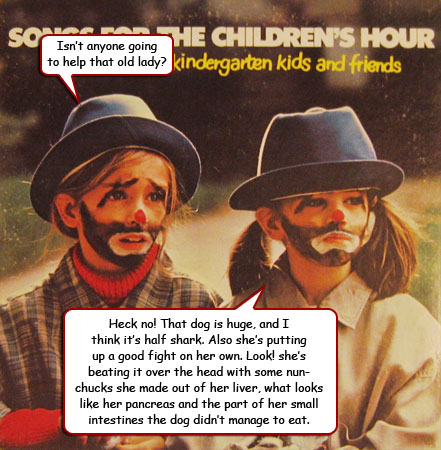 SONGS FOR THE CHILDREN'S HOUR
kindergarten kids and friends
Isn't anyone going
to help that old lady?
Heck no! That dog is huge, and I
think it's half shark. Also she's putting
up a good fight on her own. Look! she's
beating it over the head with some nun-
chucks she made out of her liver, what looks
like her pancreas and the part of her small
intestines the dog didn't manage to eat.